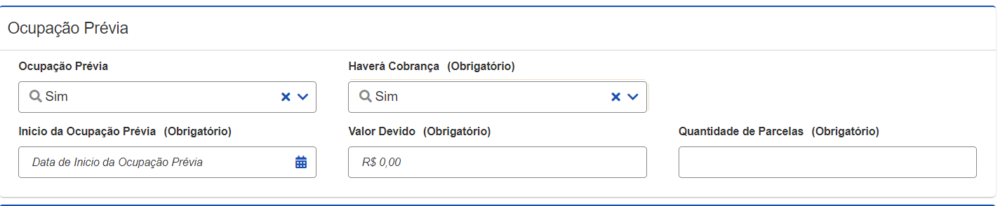 Ocupação Prévia
Ocupação Prévia
Haverá Cobrança (Obrigatório)
Sim
Sim
Inicio da Ocupação Prévia (Obrigatório)
Valor Devido (Obrigatório)
Quantidade de Parcelas (Obrigatório)
Data de Inicio da Ocupação Prévia
R$ 0,00